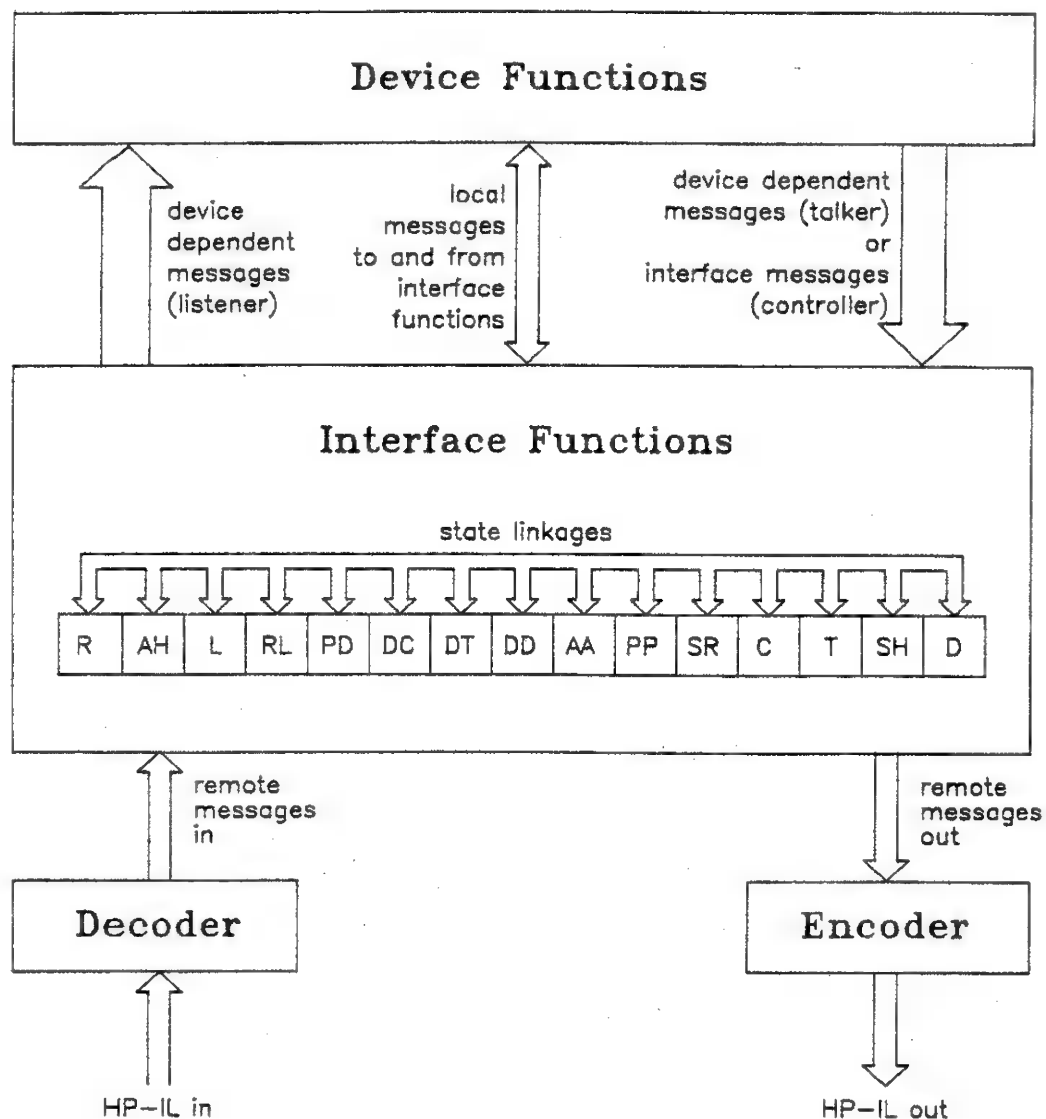 Device Functions
device
dependent
messages
(listener)
local
messages
to and from
interface
functions
device dependent
messages (talker)
or
interface messages
(controller)
Interface Functions
state linkages
R AH L RL PD DC DT DD AA PP SR C T SH D
remote
messages
in
remote
messages
out
Decoder
Encoder
HP-IL in
HP-IL out